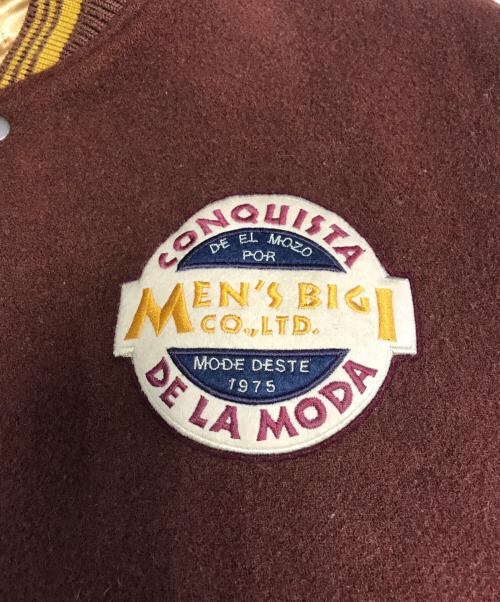 CONQUISTA
DE EL MOZO
POR
MEN'S BIGI
CO.,LTD.
MODE DESTE
1975
DE LA MODA